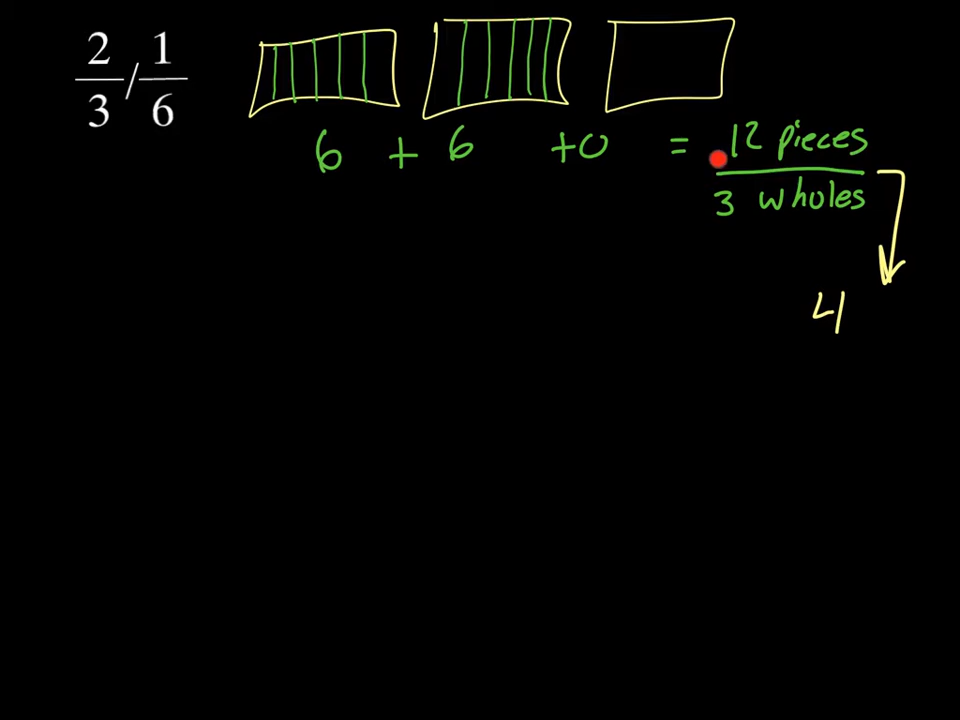 2/3 / 1/6
6 + 6 +0 = 12 pieces
3 wholes
4